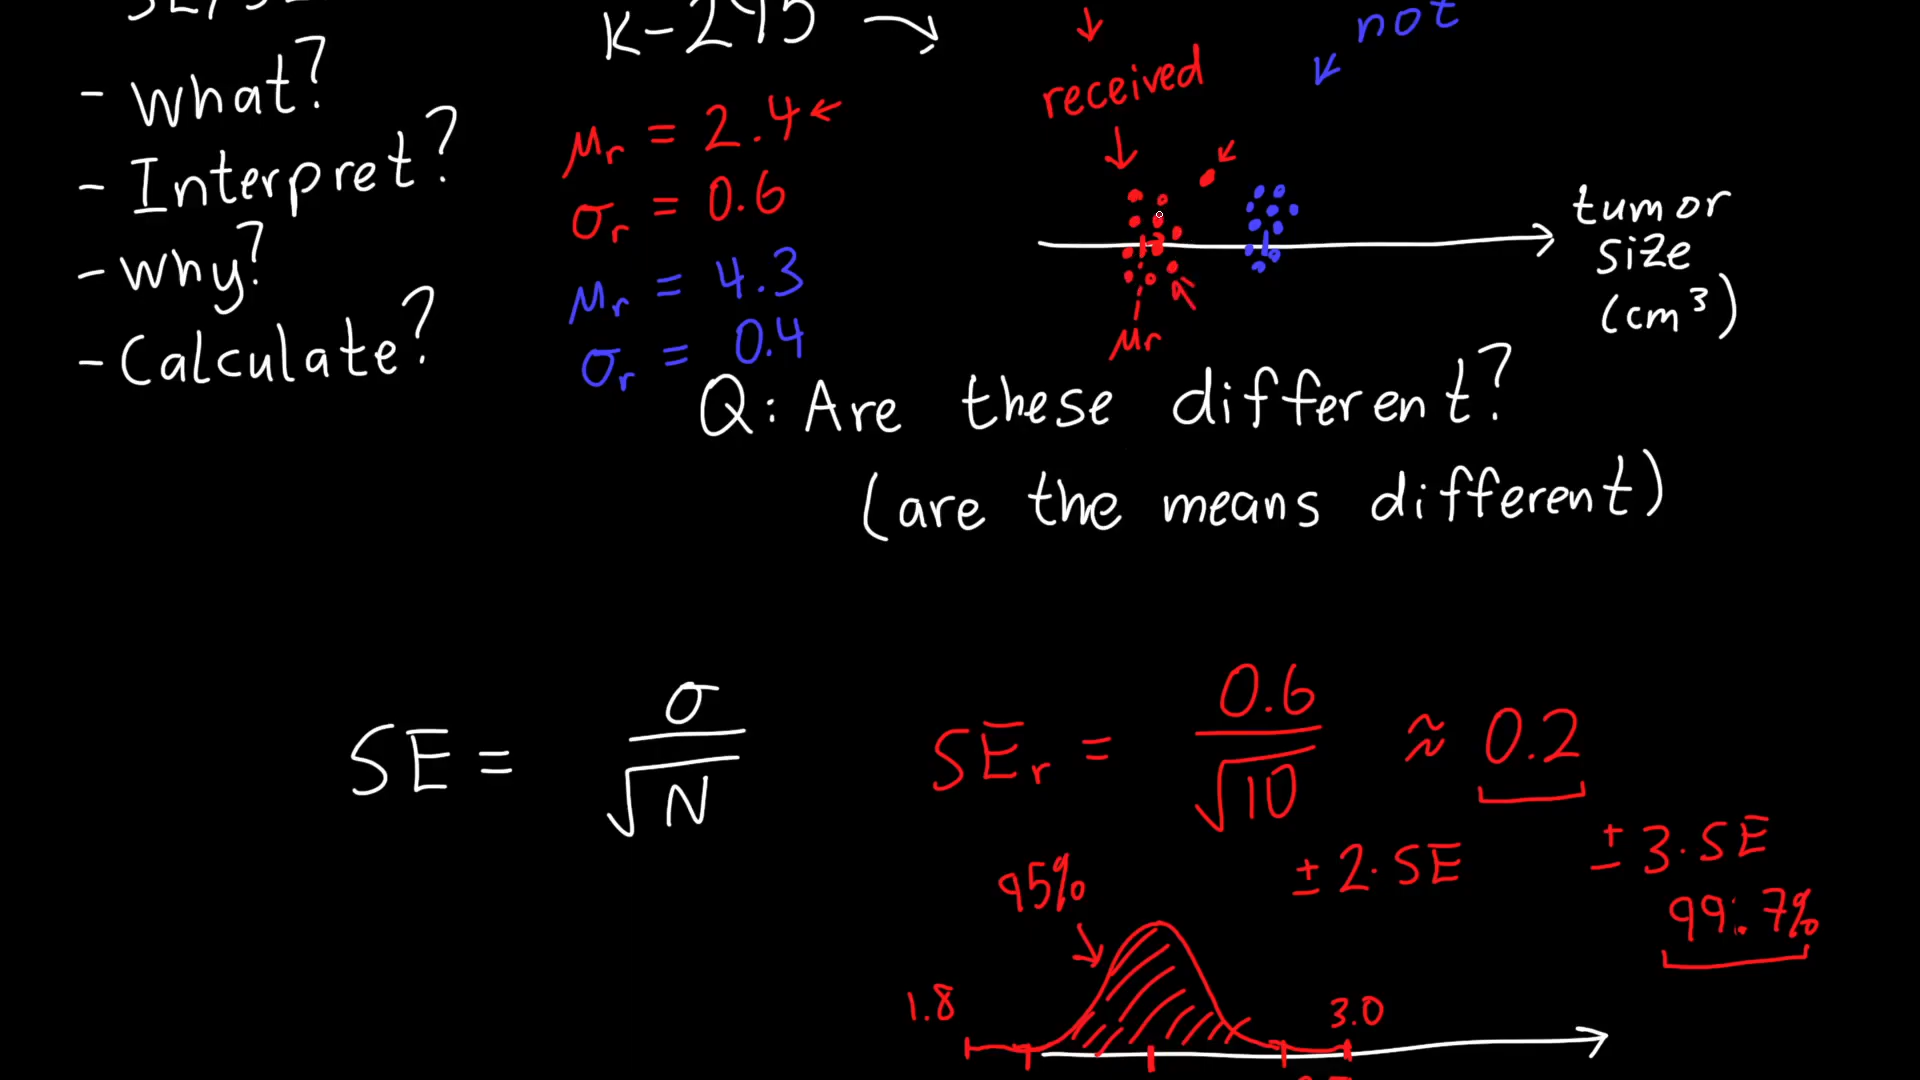 - What?
- Interpret?
- Why?
- Calculate?
K-245
μr = 2.4
σr = 0.6
μr = 4.3
σr = 0.4
not
received
μr
tumor
size
(cm³)
Q: Are these different?
(are the means different)
SE = σ / √N
SEr = 0.6 / √10 ≈ 0.2
± 2·SE
± 3·SE
99.7%
95%
1.8
3.0